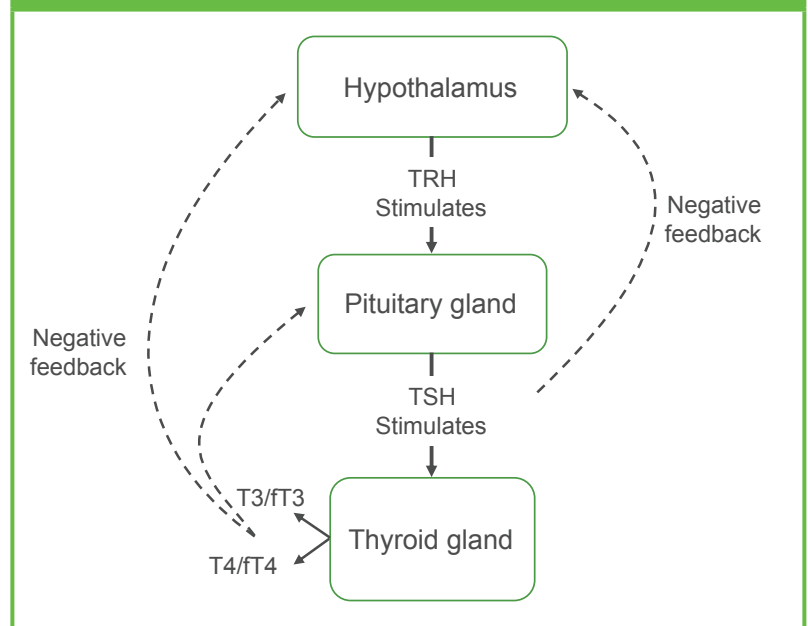 Hypothalamus
TRH
Stimulates
Negative
feedback
Pituitary gland
Negative
feedback
TSH
Stimulates
T3/fT3
Thyroid gland
T4/fT4